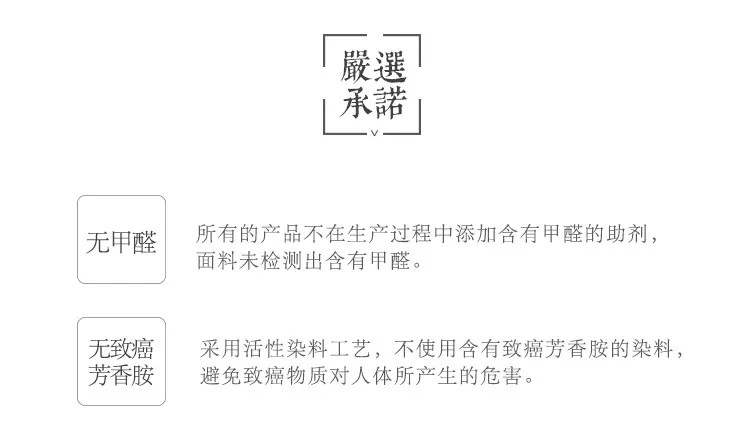 嚴選
承諾
无甲醛
所有的产品不在生产过程中添加含有甲醛的助剂，
面料未检测出含有甲醛。
无致癌
芳香胺
采用活性染料工艺，不使用含有致癌芳香胺的染料，
避免致癌物质对人体所产生的危害。